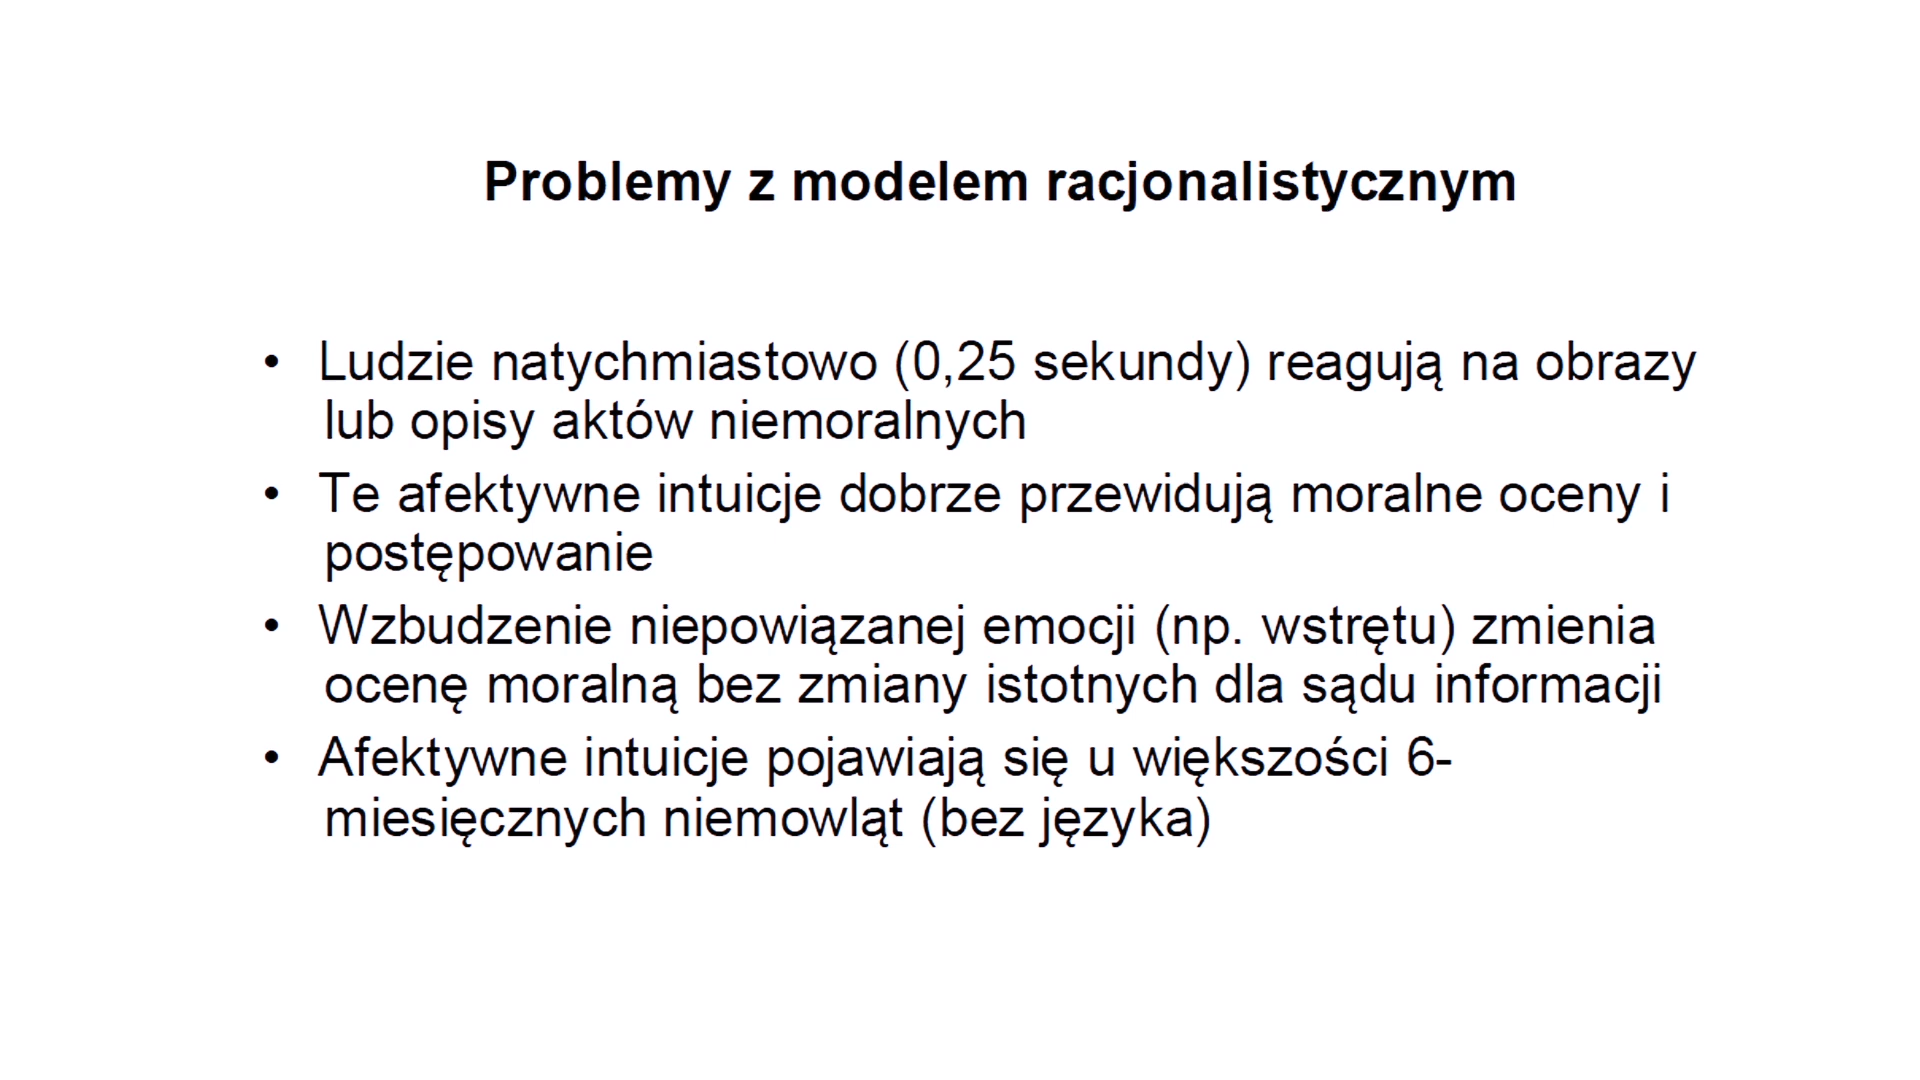 Problemy z modelem racjonalistycznym
• Ludzie natychmiastowo (0,25 sekundy) reagują na obrazy
lub opisy aktów niemoralnych
• Te afektywne intuicje dobrze przewidują moralne oceny i
postępowanie
• Wzbudzenie niepowiązanej emocji (np. wstrętu) zmienia
ocenę moralną bez zmiany istotnych dla sądu informacji
• Afektywne intuicje pojawiają się u większości 6-
miesięcznych niemowląt (bez języka)